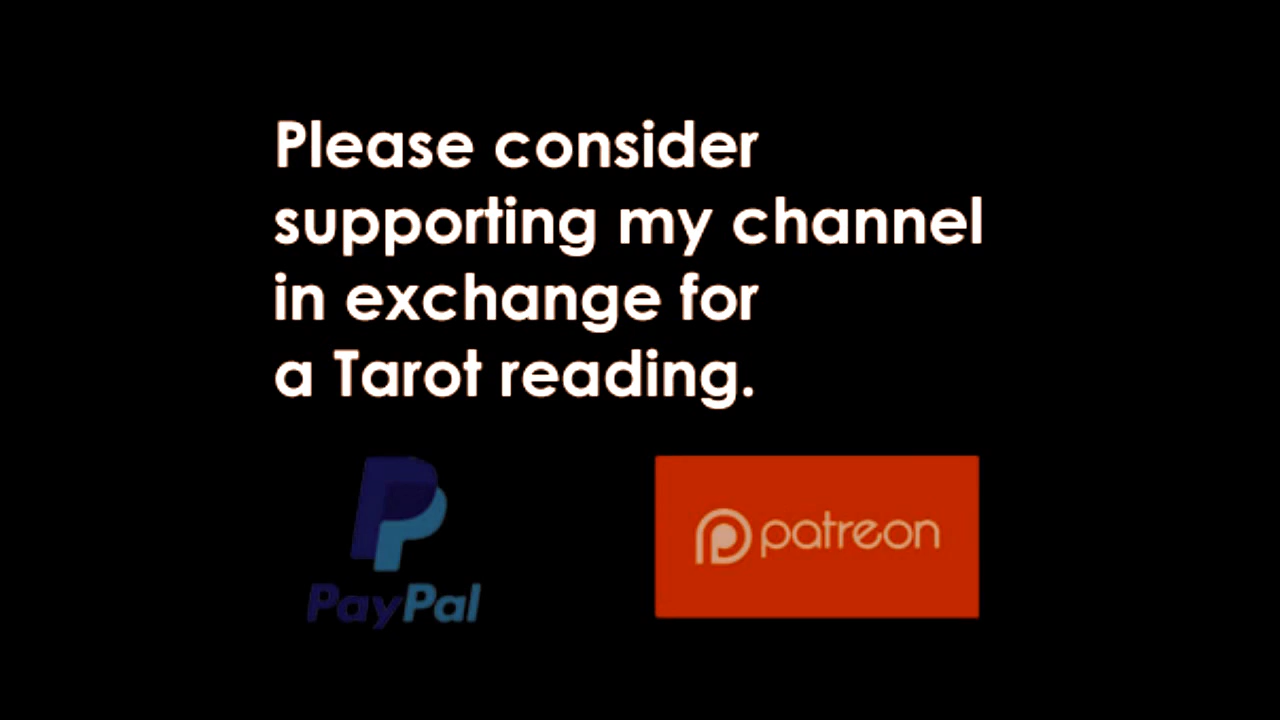 Please consider
supporting my channel
in exchange for
a Tarot reading.
PayPal
patreon